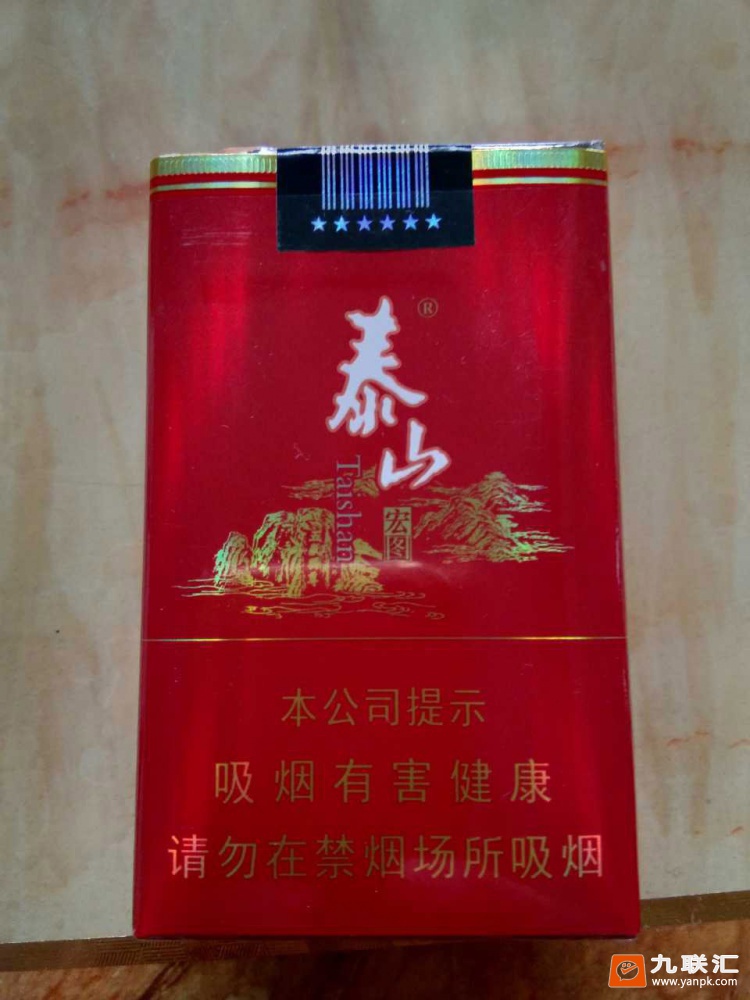 泰山®
Taishan
宏图
本公司提示
吸烟有害健康
请勿在禁烟场所吸烟
九联汇
www.yanpk.com